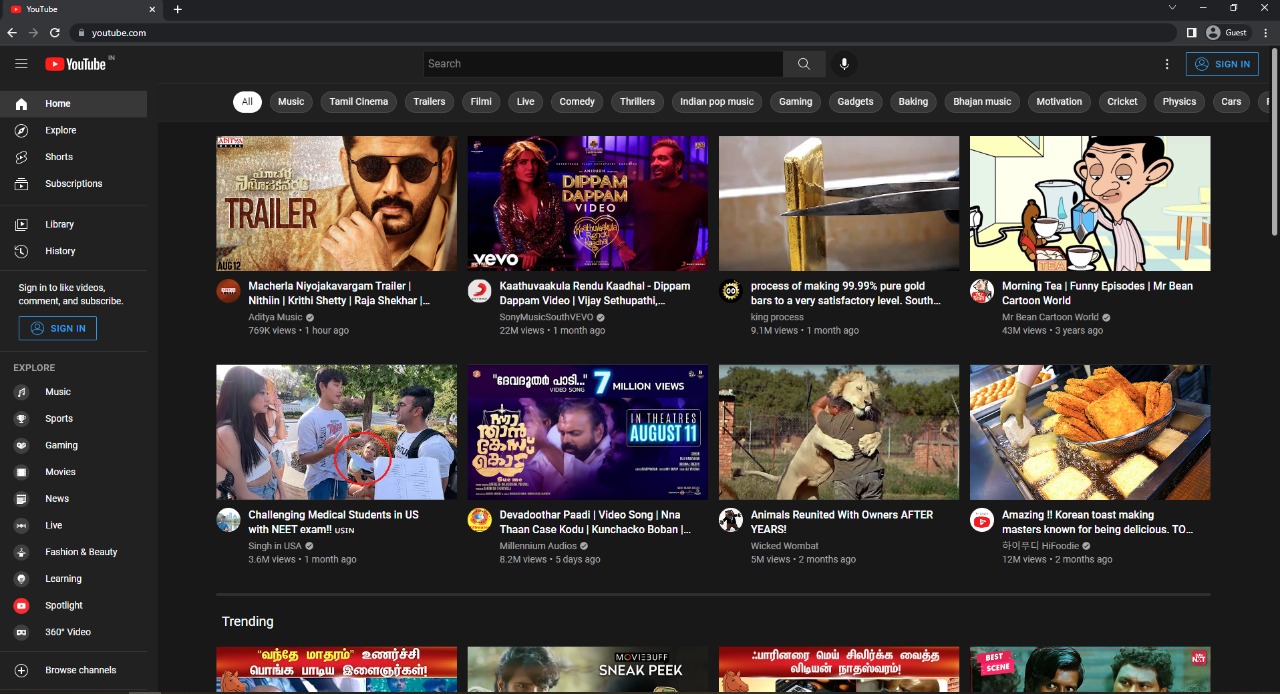 YouTube
youtube.com
Guest
YouTube IN
Search
SIGN IN
Home
Explore
Shorts
Subscriptions
Library
History
Sign in to like videos,
comment, and subscribe.
SIGN IN
EXPLORE
Music
Sports
Gaming
Movies
News
Live
Fashion & Beauty
Learning
Spotlight
360° Video
Browse channels
All
Music
Tamil Cinema
Trailers
Filmi
Live
Comedy
Thrillers
Indian pop music
Gaming
Gadgets
Baking
Bhajan music
Motivation
Cricket
Physics
Cars
ADITYA
MUSIC
TRAILER
AUG 12
Macherla Niyojakavargam Trailer |
Nithiin | Krithi Shetty | Raja Shekhar |...
Aditya Music
769K views • 1 hour ago
ANIRUDH
DIPPAM
DAPPAM
VIDEO
Kaathuvaakula
Rendu
Kaadhal
vevo
Kaathuvaakula Rendu Kaadhal - Dippam
Dappam Video | Vijay Sethupathi,...
SonyMusicSouthVEVO
22M views • 1 month ago
process of making 99.99% pure gold
bars to a very satisfactory level. South...
king process
9.1M views • 1 month ago
TEA
Morning Tea | Funny Episodes | Mr Bean
Cartoon World
Mr Bean Cartoon World
43M views • 3 years ago
Challenging Medical Students in US
with NEET exam!! USIN
Singh in USA
3.6M views • 1 month ago
"ദേവദൂതർ പാടി..."
VIDEO SONG
7 MILLION VIEWS
ന്നാ
താൻ
കേസ്
കൊട്
Sue me
IN THEATRES
AUGUST 11
Devadoothar Paadi | Video Song | Nna
Thaan Case Kodu | Kunchacko Boban |...
Millennium Audios
8.2M views • 5 days ago
Animals Reunited With Owners AFTER
YEARS!
Wicked Wombat
5M views • 2 months ago
Amazing !! Korean toast making
masters known for being delicious. TO...
하이푸디 HiFoodie
12M views • 2 months ago
Trending
"வந்தே மாதரம்" உணர்ச்சி
பொங்க பாடிய இளைஞர்கள்!
MOVIEBUFF
SNEAK PEEK
ஃபாரினரை மெய் சிலிர்க்க வைத்த
விடியன் நாதஸ்வரம்!
BEST
SCENE